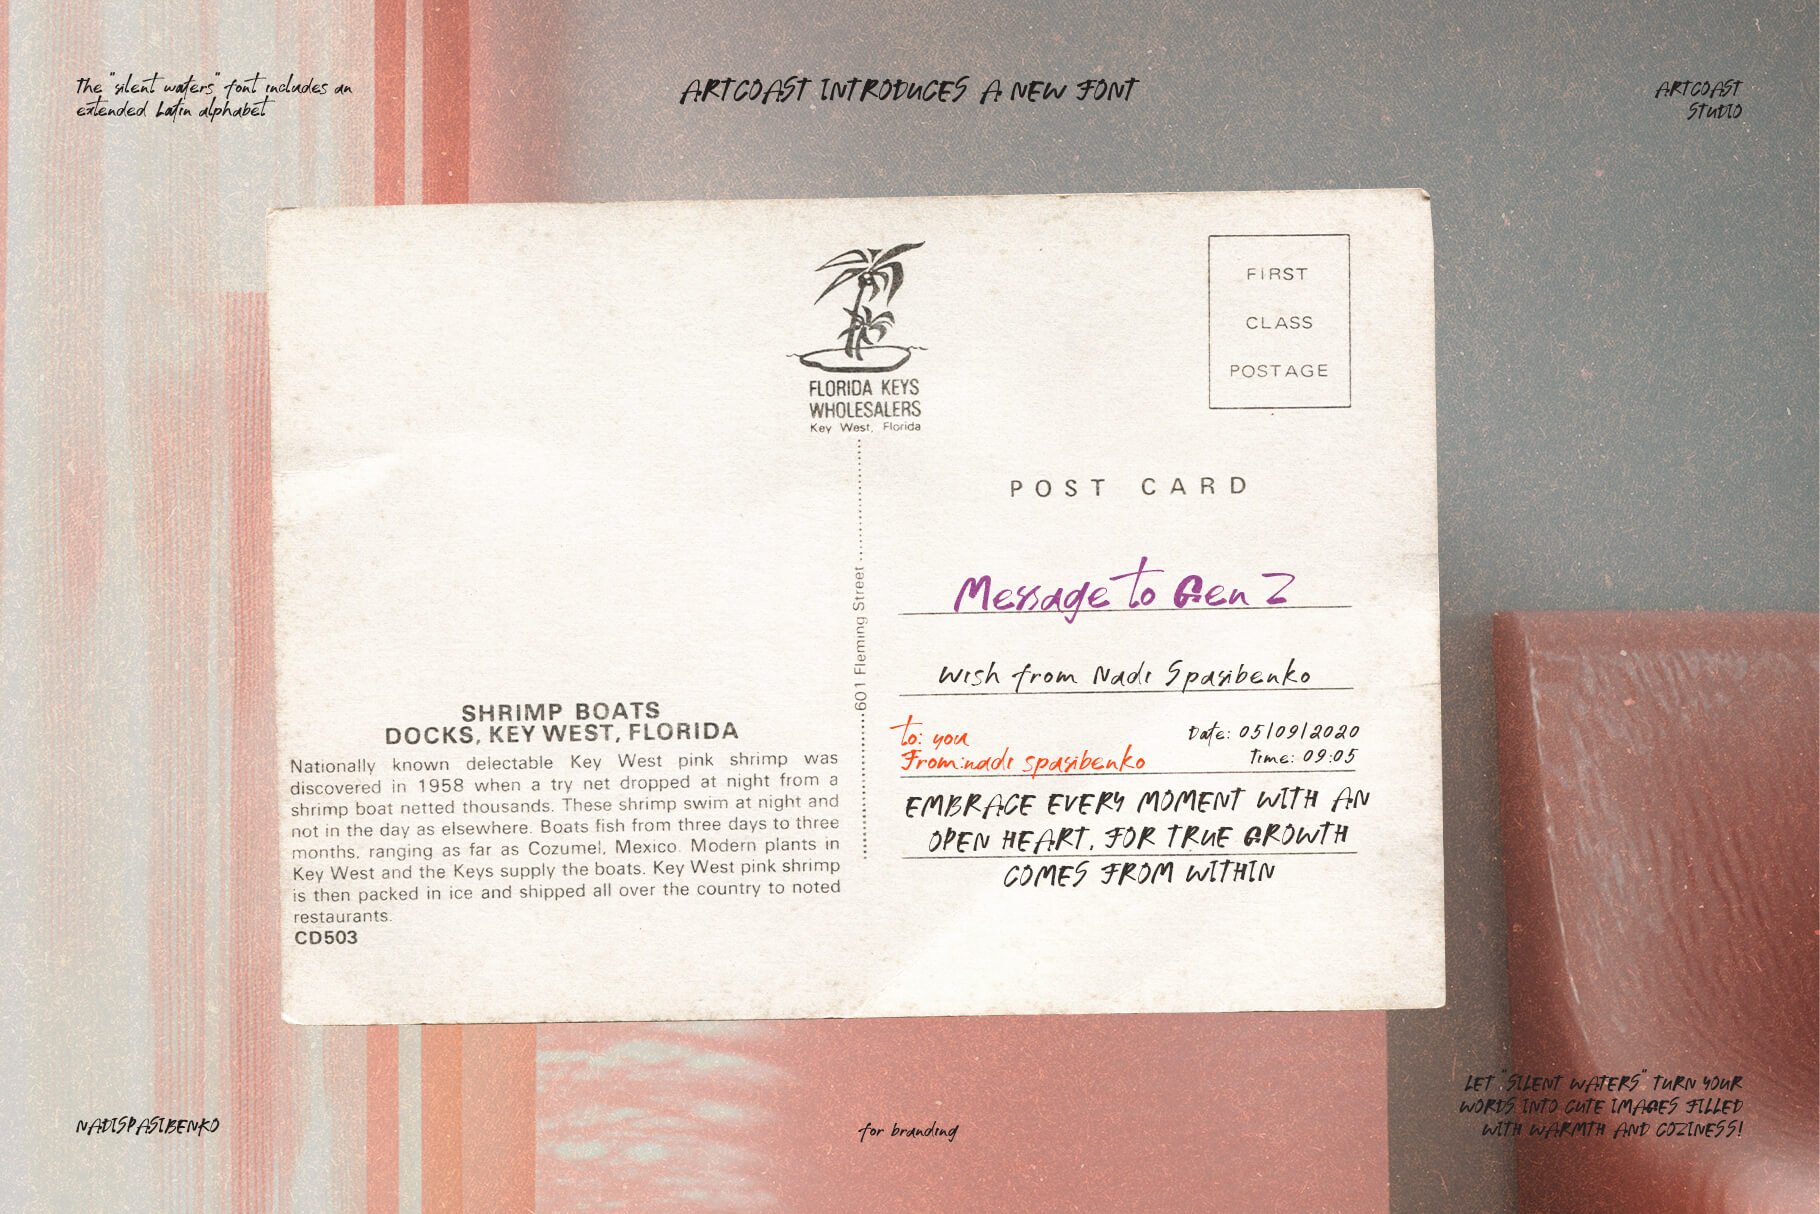 The "silent waters" font includes an
extended Latin alphabet
ARTCOAST INTRODUCES A NEW FONT
ARTCOAST
STUDIO
FLORIDA KEYS
WHOLESALERS
Key West, Florida
FIRST
CLASS
POSTAGE
POST CARD
601 Fleming Street
Message to Gen Z
Wish from Nadi Spasibenko
to: you
From:nadi spasibenko
Date: 05/09/2020
Time: 09:05
EMBRACE EVERY MOMENT WITH AN
OPEN HEART, FOR TRUE GROWTH
COMES FROM WITHIN
SHRIMP BOATS
DOCKS, KEY WEST, FLORIDA
Nationally known delectable Key West pink shrimp was
discovered in 1958 when a try net dropped at night from a
shrimp boat netted thousands. These shrimp swim at night and
not in the day as elsewhere. Boats fish from three days to three
months, ranging as far as Cozumel, Mexico. Modern plants in
Key West and the Keys supply the boats. Key West pink shrimp
is then packed in ice and shipped all over the country to noted
restaurants.
CD503
NADISPASIBENKO
for branding
LET "SILENT WATERS" TURN YOUR
WORDS INTO CUTE IMAGES FILLED
WITH WARMTH AND COZINESS!